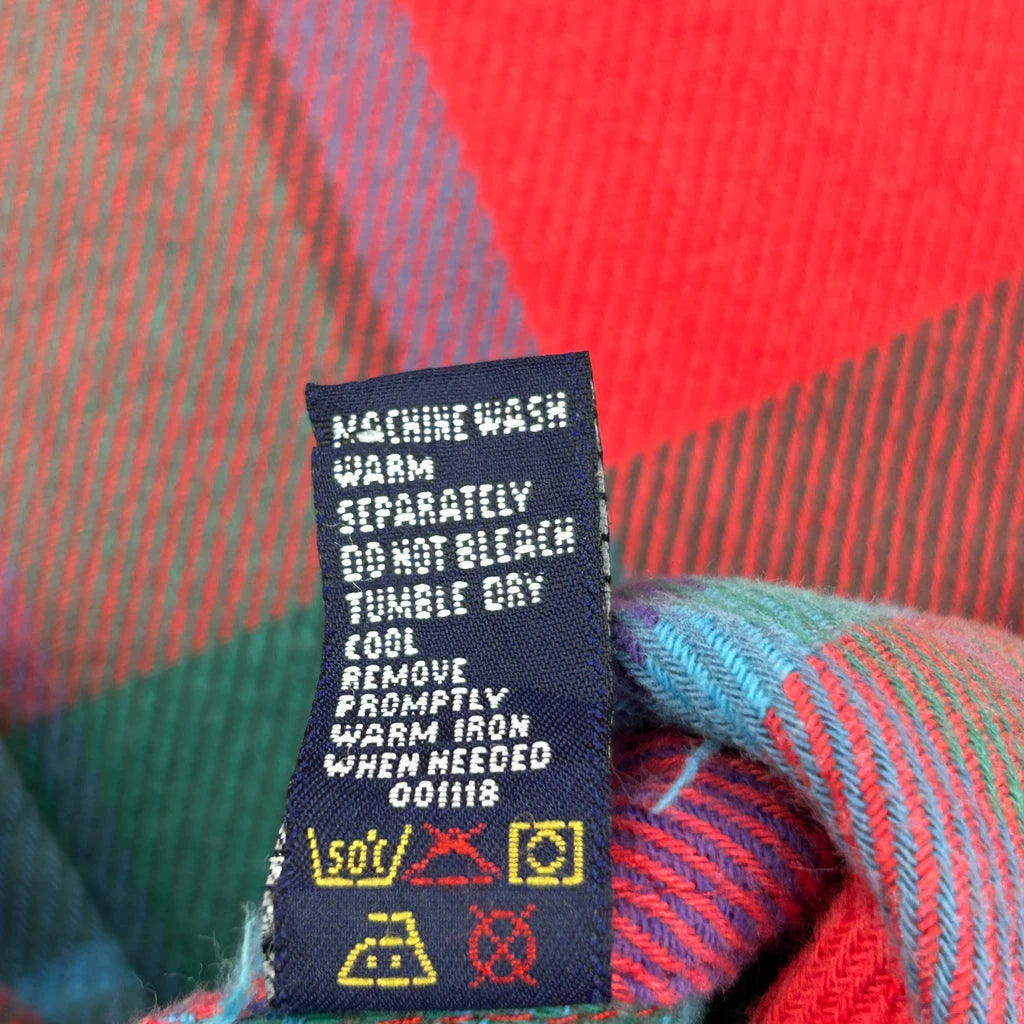 MACHINE WASH
WARM
SEPARATELY
DO NOT BLEACH
TUMBLE DRY
COOL
REMOVE
PROMPTLY
WARM IRON
WHEN NEEDED
001118
50°C